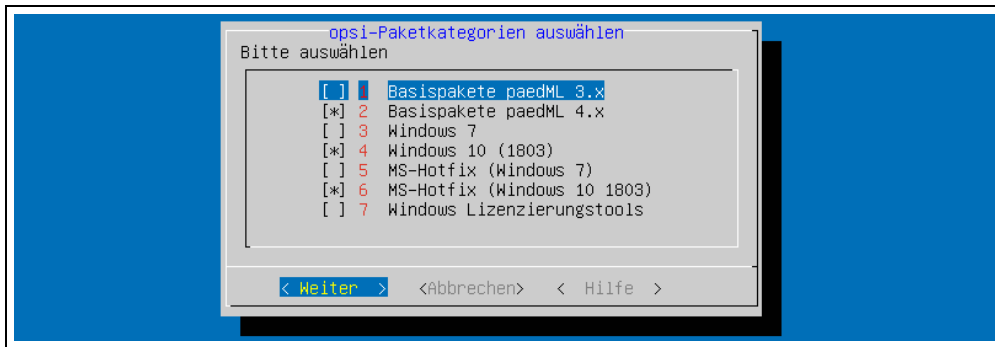 opsi-Paketkategorien auswählen
Bitte auswählen
[ ] 1 Basispakete paedML 3.x
[*] 2 Basispakete paedML 4.x
[ ] 3 Windows 7
[*] 4 Windows 10 (1803)
[ ] 5 MS-Hotfix (Windows 7)
[*] 6 MS-Hotfix (Windows 10 1803)
[ ] 7 Windows Lizenzierungstools
< Weiter > <Abbrechen> < Hilfe >